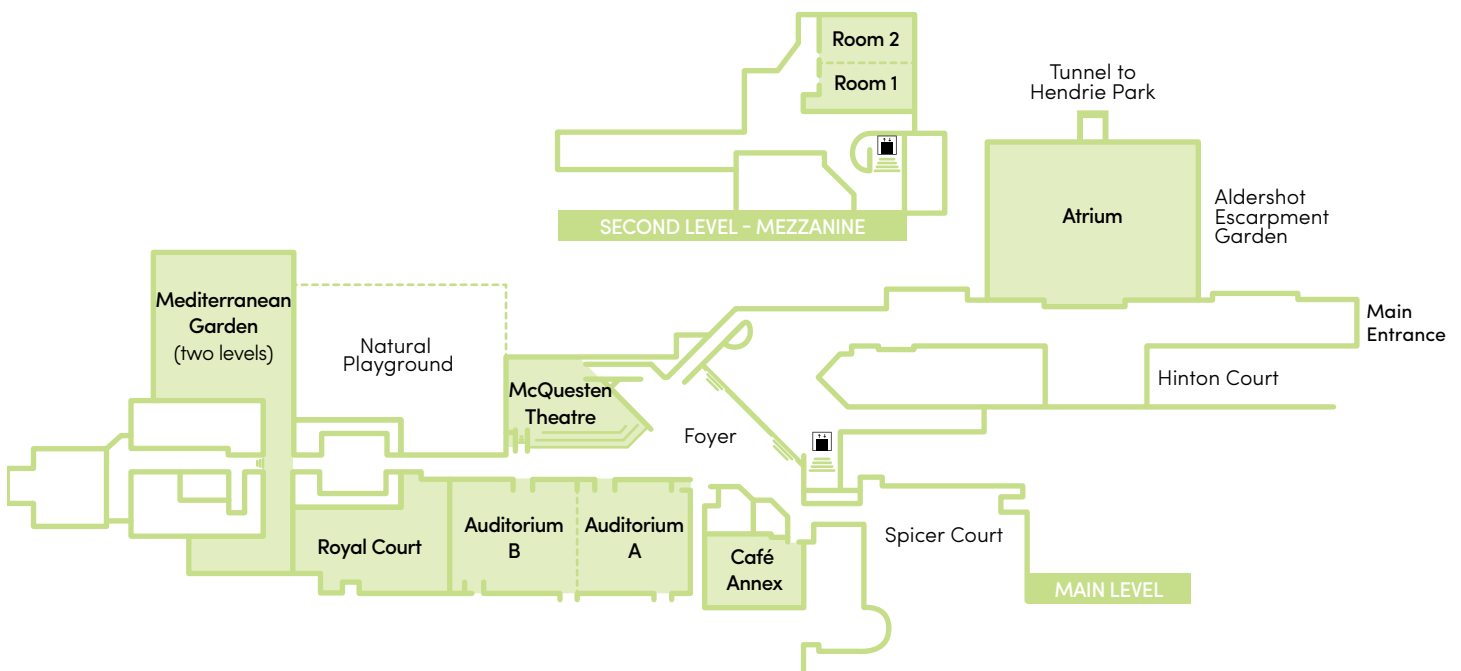 Room 2
Room 1
SECOND LEVEL - MEZZANINE
Tunnel to
Hendrie Park
Atrium
Aldershot
Escarpment
Garden
Main
Entrance
Hinton Court
Mediterranean
Garden
(two levels)
Natural
Playground
McQuesten
Theatre
Foyer
Royal Court
Auditorium
B
Auditorium
A
Café
Annex
Spicer Court
MAIN LEVEL